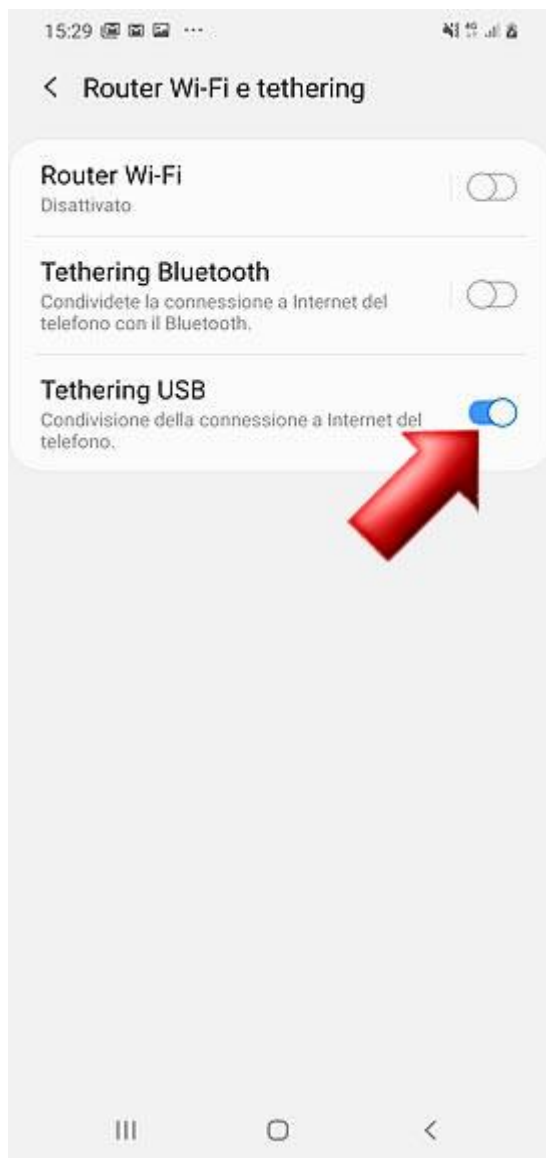 15:29
Router Wi-Fi e tethering
Router Wi-Fi
Disattivato
Tethering Bluetooth
Condividete la connessione a Internet del
telefono con il Bluetooth.
Tethering USB
Condivisione della connessione a Internet del
telefono.